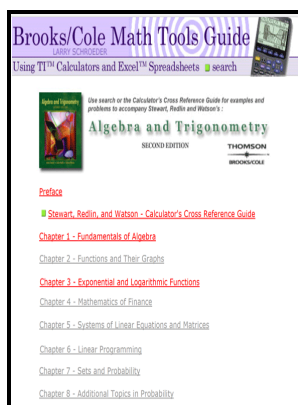 Brooks/Cole Math Tools Guide
LARRY SCHROEDER
Using TI™ Calculators and Excel™ Spreadsheets search
Algebra and Trigonometry
Use search or the Calculator's Cross Reference Guide for examples and
problems to accompany Stewart, Redlin and Watson's :
Algebra and Trigonometry
SECOND EDITION
THOMSON
BROOKS/COLE
Preface
Stewart, Redlin, and Watson - Calculator's Cross Reference Guide
Chapter 1 - Fundamentals of Algebra
Chapter 2 - Functions and Their Graphs
Chapter 3 - Exponential and Logarithmic Functions
Chapter 4 - Mathematics of Finance
Chapter 5 - Systems of Linear Equations and Matrices
Chapter 6 - Linear Programming
Chapter 7 - Sets and Probability
Chapter 8 - Additional Topics in Probability